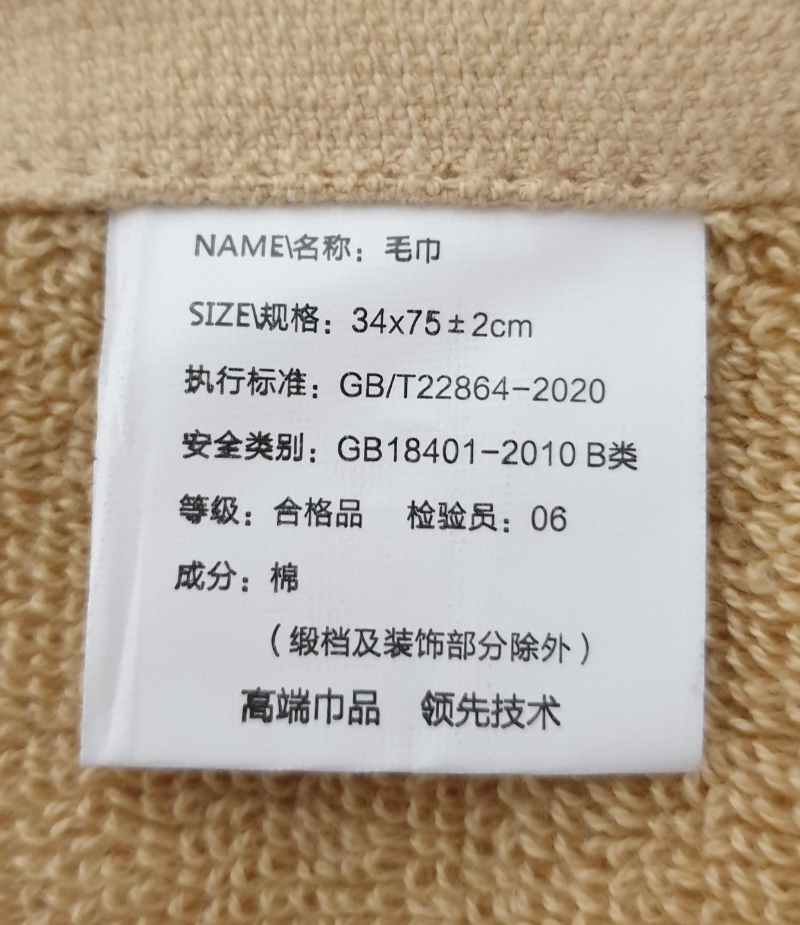 NAME\名称：毛巾
SIZE\规格：34x75±2cm
执行标准：GB/T22864-2020
安全类别：GB18401-2010 B类
等级：合格品 检验员：06
成分：棉
（缎档及装饰部分除外）
高端巾品 领先技术